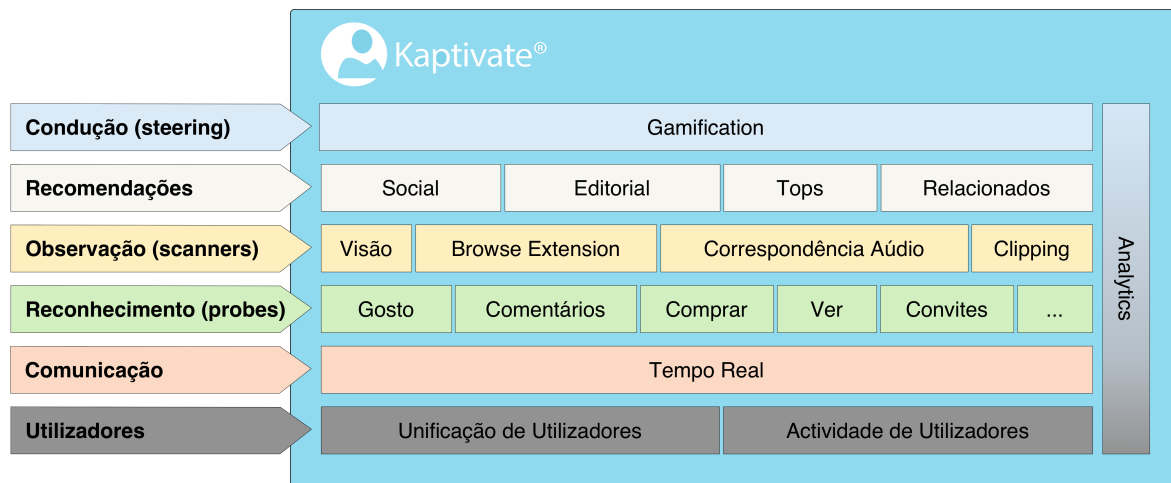 Kaptivate®
Condução (steering)
Gamification
Recomendações
Social
Editorial
Tops
Relacionados
Observação (scanners)
Visão
Browse Extension
Correspondência Aúdio
Clipping
Reconhecimento (probes)
Gosto
Comentários
Comprar
Ver
Convites
...
Comunicação
Tempo Real
Utilizadores
Unificação de Utilizadores
Actividade de Utilizadores
Analytics